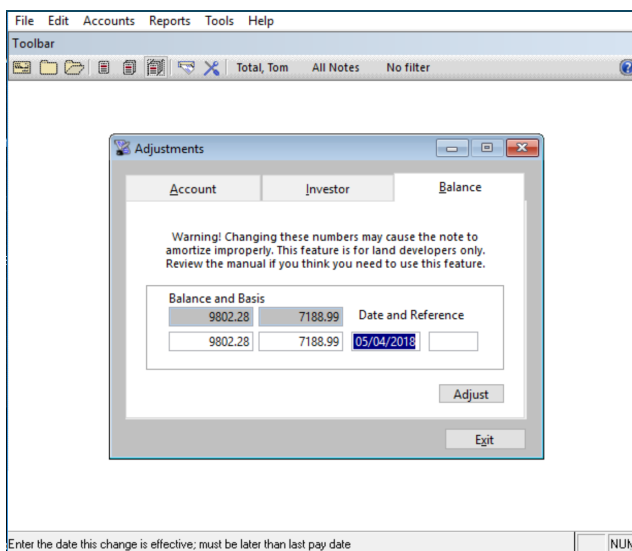 File Edit Accounts Reports Tools Help
Toolbar
Total, Tom All Notes No filter
Adjustments
Account Investor Balance
Warning! Changing these numbers may cause the note to
amortize improperly. This feature is for land developers only.
Review the manual if you think you need to use this feature.
Balance and Basis
9802.28 7188.99 Date and Reference
9802.28 7188.99 05/04/2018
Adjust
Exit
Enter the date this change is effective; must be later than last pay date NUM